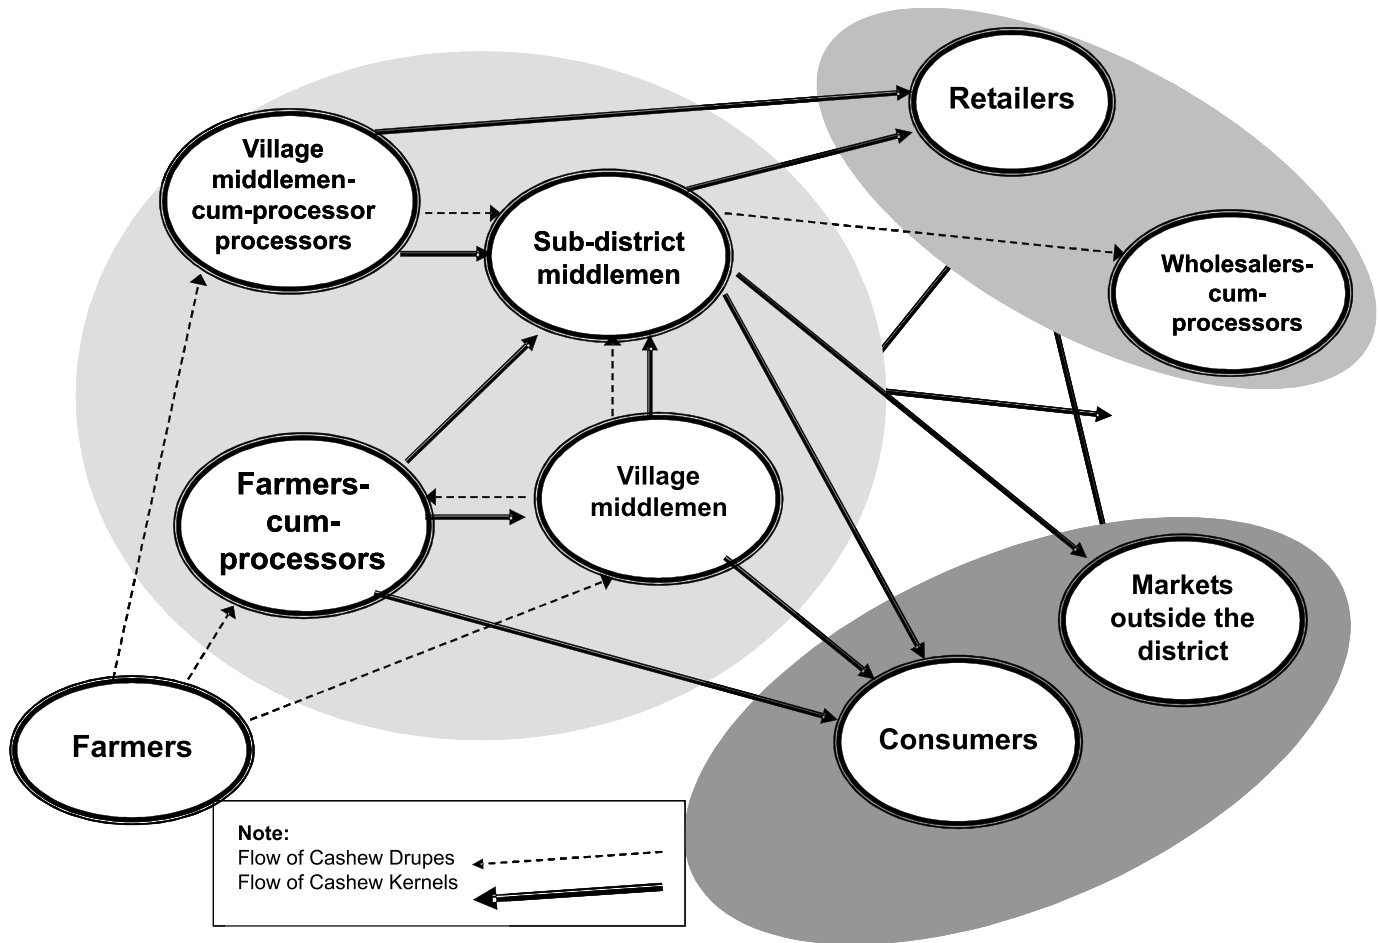 Retailers
Village
middlemen-
cum-processor
processors
Sub-district
middlemen
Wholesalers-
cum-
processors
Farmers-
cum-
processors
Village
middlemen
Markets
outside the
district
Farmers
Consumers
Note:
Flow of Cashew Drupes
Flow of Cashew Kernels